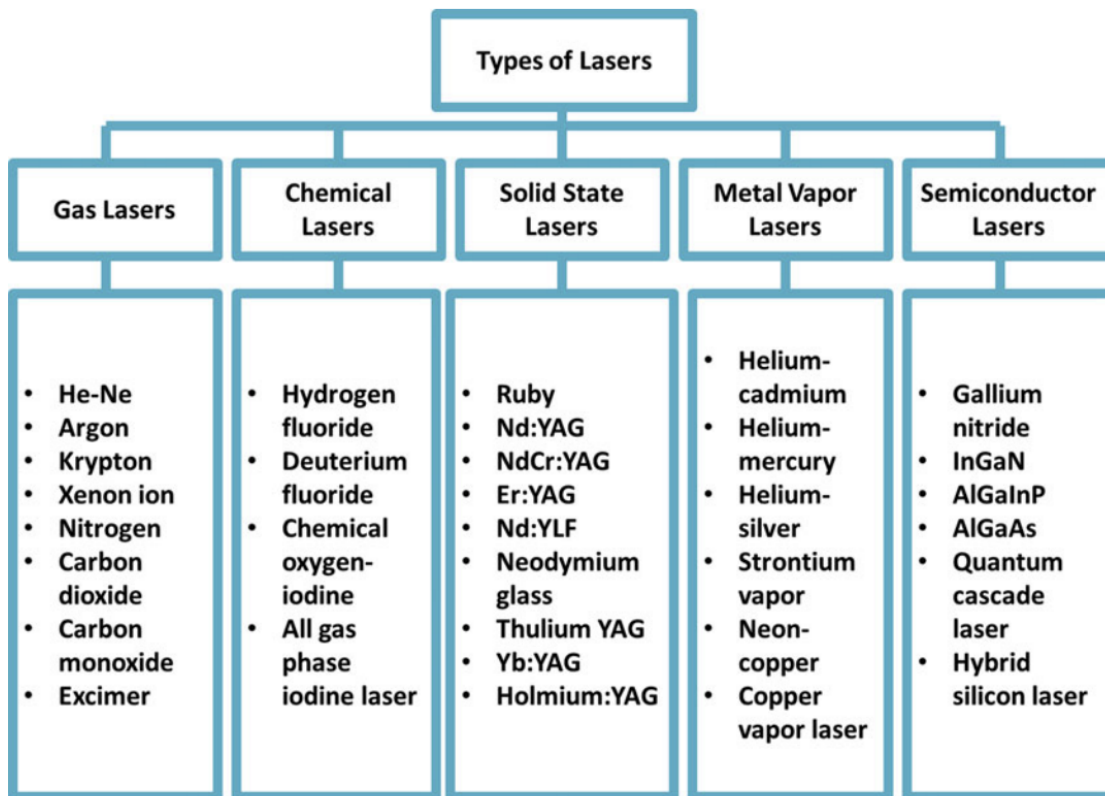 Types of Lasers
Gas Lasers
Chemical
Lasers
Solid State
Lasers
Metal Vapor
Lasers
Semiconductor
Lasers
• He-Ne
• Argon
• Krypton
• Xenon ion
• Nitrogen
• Carbon
dioxide
• Carbon
monoxide
• Excimer
• Hydrogen
fluoride
• Deuterium
fluoride
• Chemical
oxygen-
iodine
• All gas
phase
iodine laser
• Ruby
• Nd:YAG
• NdCr:YAG
• Er:YAG
• Nd:YLF
• Neodymium
glass
• Thulium YAG
• Yb:YAG
• Holmium:YAG
• Helium-
cadmium
• Helium-
mercury
• Helium-
silver
• Strontium
vapor
• Neon-
copper
• Copper
vapor laser
• Gallium
nitride
• InGaN
• AlGaInP
• AlGaAs
• Quantum
cascade
laser
• Hybrid
silicon laser